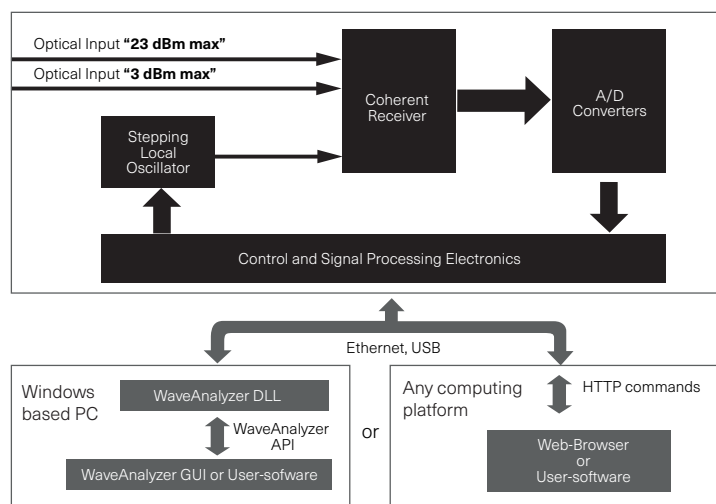 Optical Input “23 dBm max”
Optical Input “3 dBm max”
Coherent
Receiver
A/D
Converters
Stepping
Local
Oscillator
Control and Signal Processing Electronics
Ethernet, USB
Windows
based PC
WaveAnalyzer DLL
WaveAnalyzer
API
WaveAnalyzer GUI or User-sofware
or
Any computing
platform
HTTP commands
Web-Browser
or
User-software